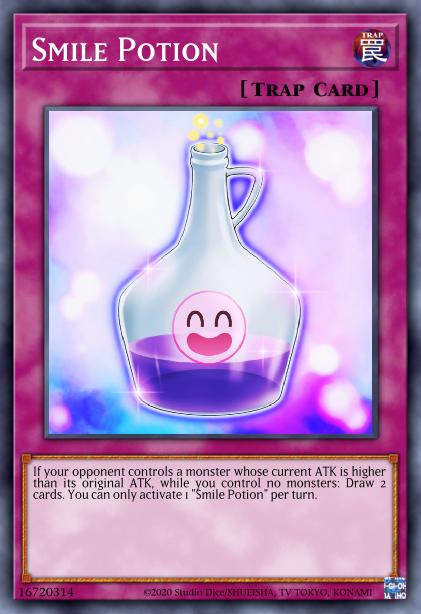 Smile Potion
TRAP
罠
[Trap Card]
If your opponent controls a monster whose current ATK is higher
than its original ATK, while you control no monsters: Draw 2
cards. You can only activate 1 "Smile Potion" per turn.
16720314
©2020 Studio Dice/SHUEISHA, TV TOKYO, KONAMI